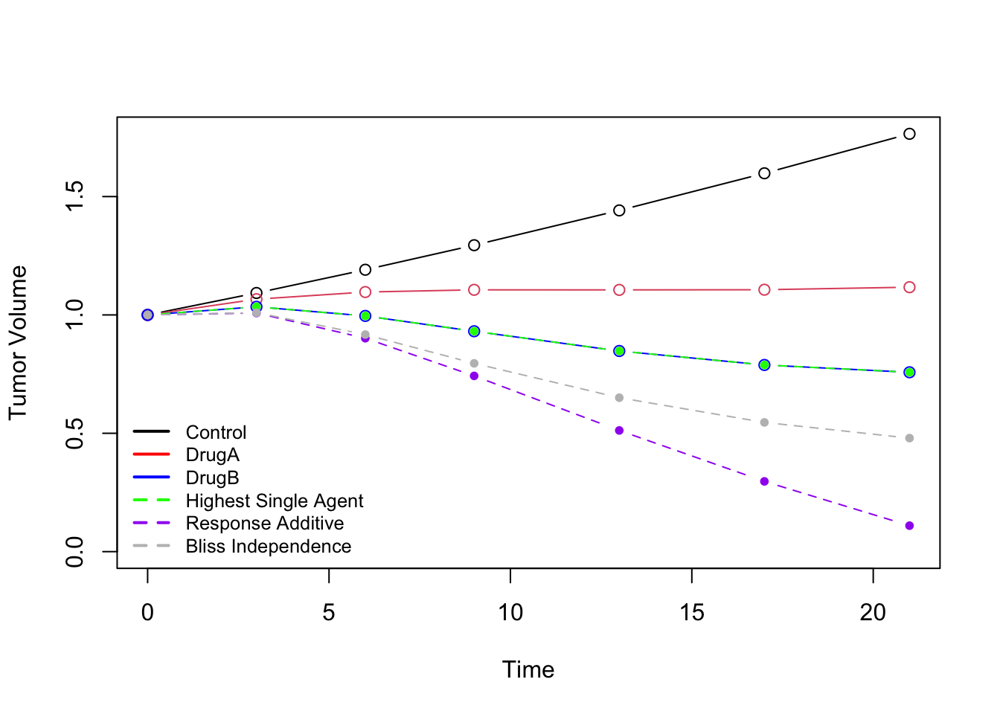 Tumor Volume
1.5
1.0
0.5
0.0
Control
DrugA
DrugB
Highest Single Agent
Response Additive
Bliss Independence
0 5 10 15 20
Time